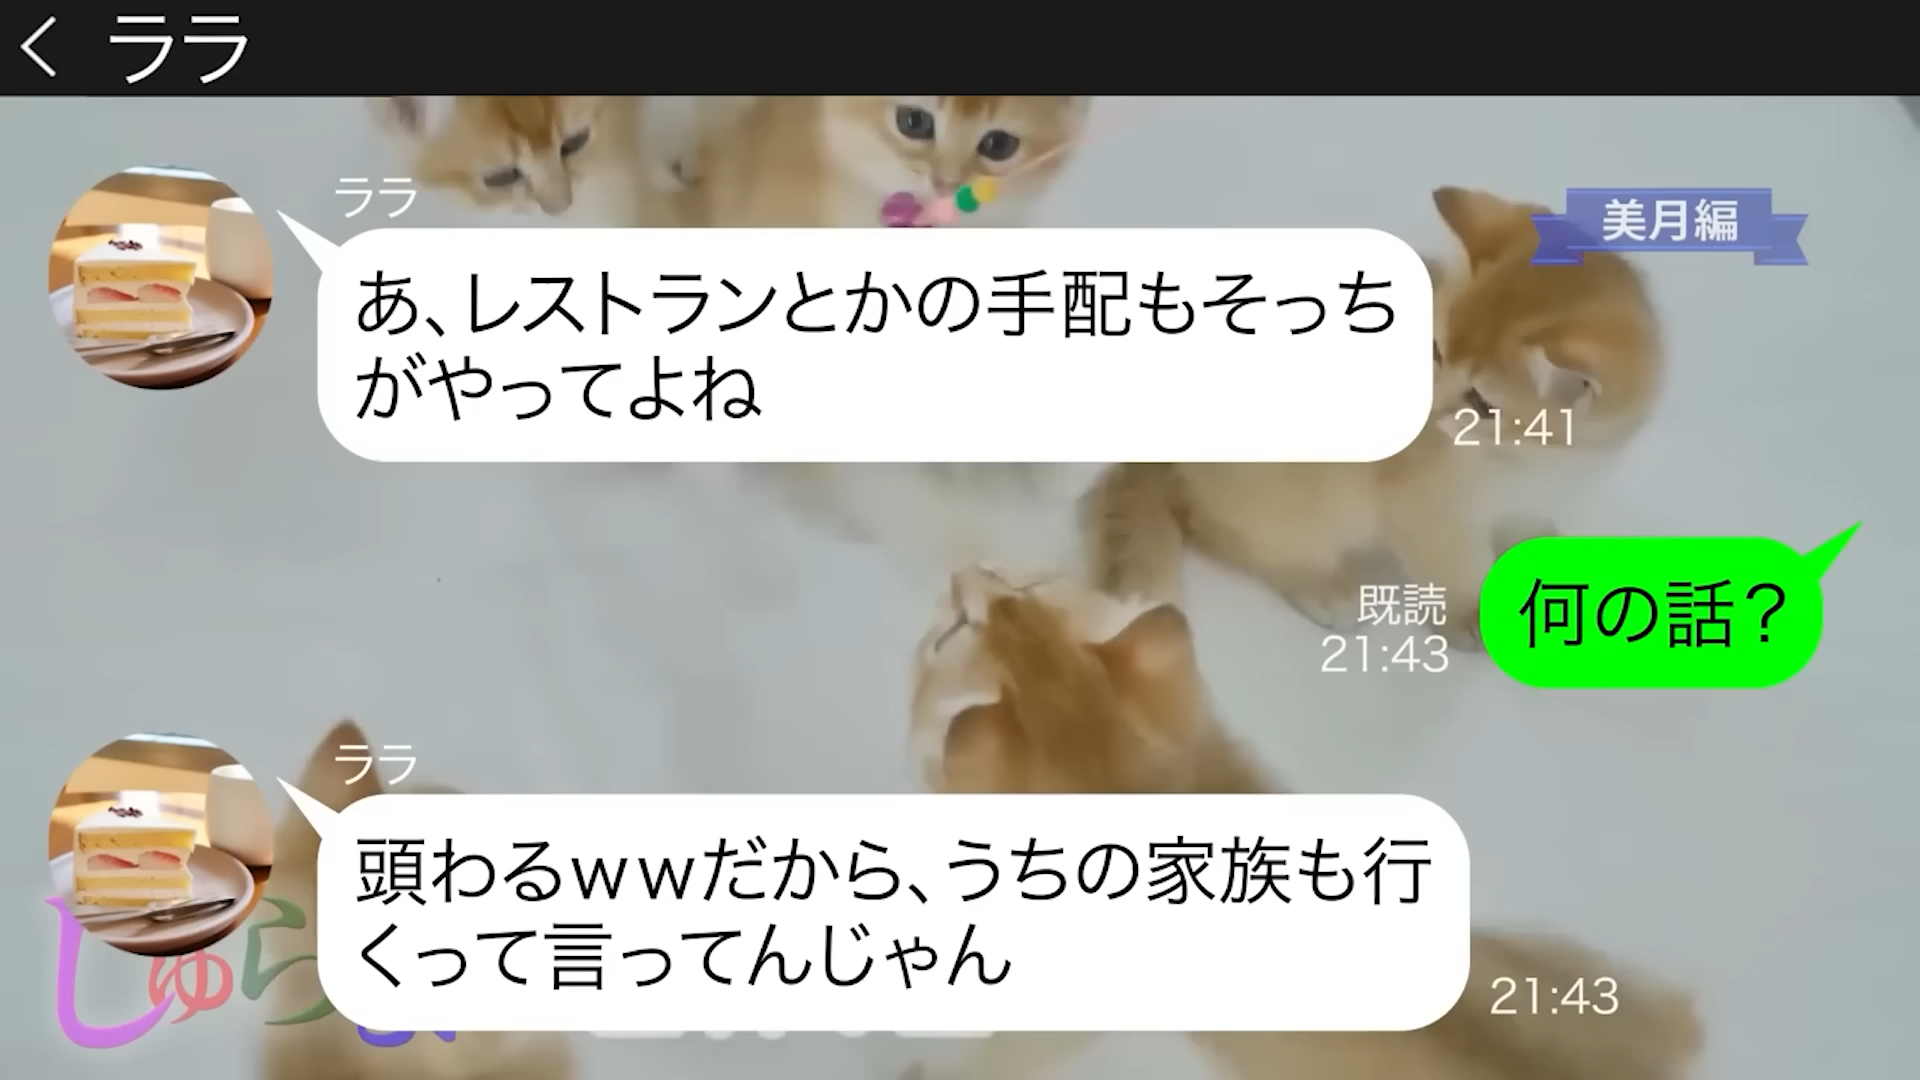 ララ
美月編
ララ
あ、レストランとかの手配もそっち
がやってよね
21:41
何の話？
既読
21:43
ララ
頭わるｗｗだから、うちの家族も行
くって言ってんじゃん
21:43
しゅら